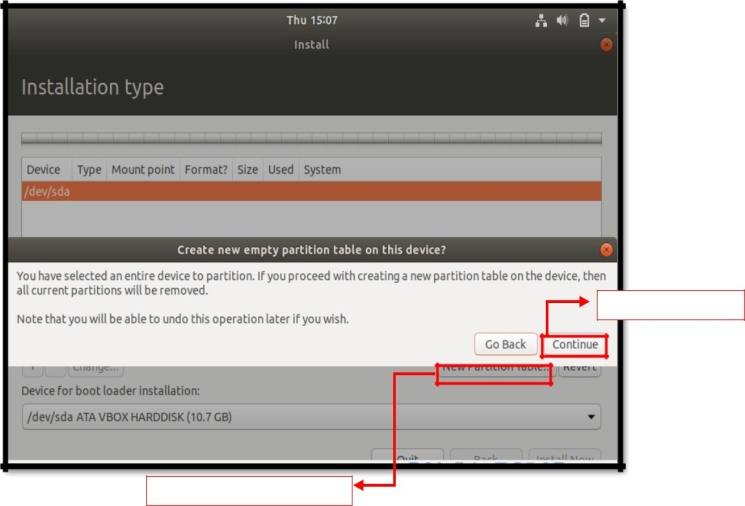 Thu 15:07
Install
Installation type
Device Type Mount point Format? Size Used System
/dev/sda
Create new empty partition table on this device?
You have selected an entire device to partition. If you proceed with creating a new partition table on the device, then
all current partitions will be removed.
Note that you will be able to undo this operation later if you wish.
Go Back Continue
Change... New Partition Table... Revert
Device for boot loader installation:
/dev/sda ATA VBOX HARDDISK (10.7 GB)
Quit Back Install Now